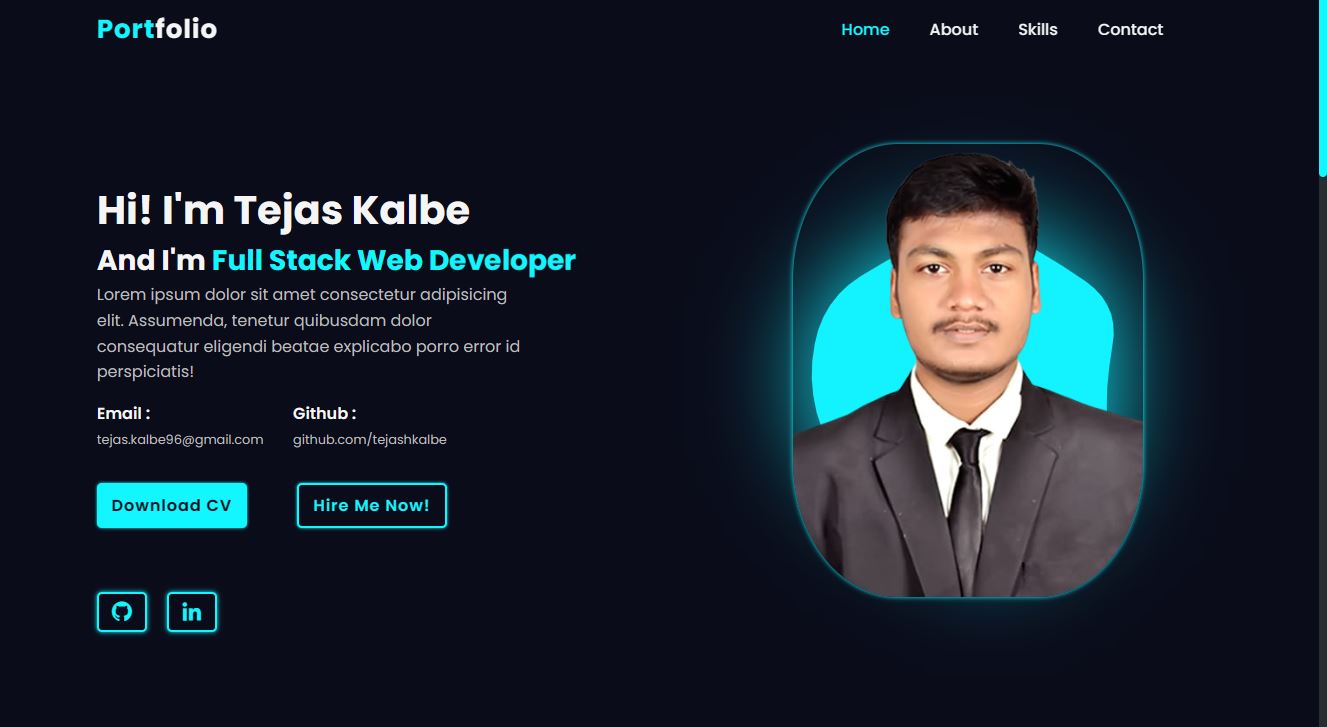 Portfolio
Home About Skills Contact
Hi! I'm Tejas Kalbe
And I'm Full Stack Web Developer
Lorem ipsum dolor sit amet consectetur adipisicing
elit. Assumenda, tenetur quibusdam dolor
consequatur eligendi beatae explicabo porro error id
perspiciatis!
Email : Github :
tejas.kalbe96@gmail.com github.com/tejashkalbe
Download CV Hire Me Now!
in